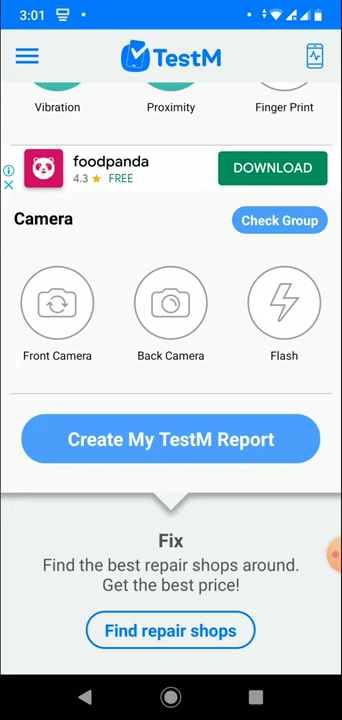 3:01
TestM
Vibration
Proximity
Finger Print
foodpanda
4.3 ★ FREE
DOWNLOAD
Camera
Check Group
Front Camera
Back Camera
Flash
Create My TestM Report
Fix
Find the best repair shops around.
Get the best price!
Find repair shops